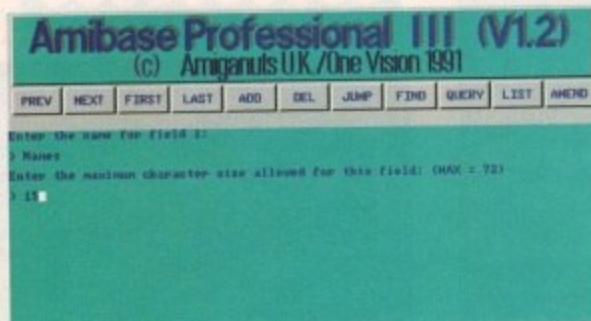 Amibase Professional III (V1.2)
(c) Amiganuts U.K./One Vision 1991
PREV NEXT FIRST LAST ADD DEL JUMP FIND QUERY LIST AMEND
Enter the name for field 1:
> Names
Enter the maximum character size allowed for this field: (MAX = 72)
> 15